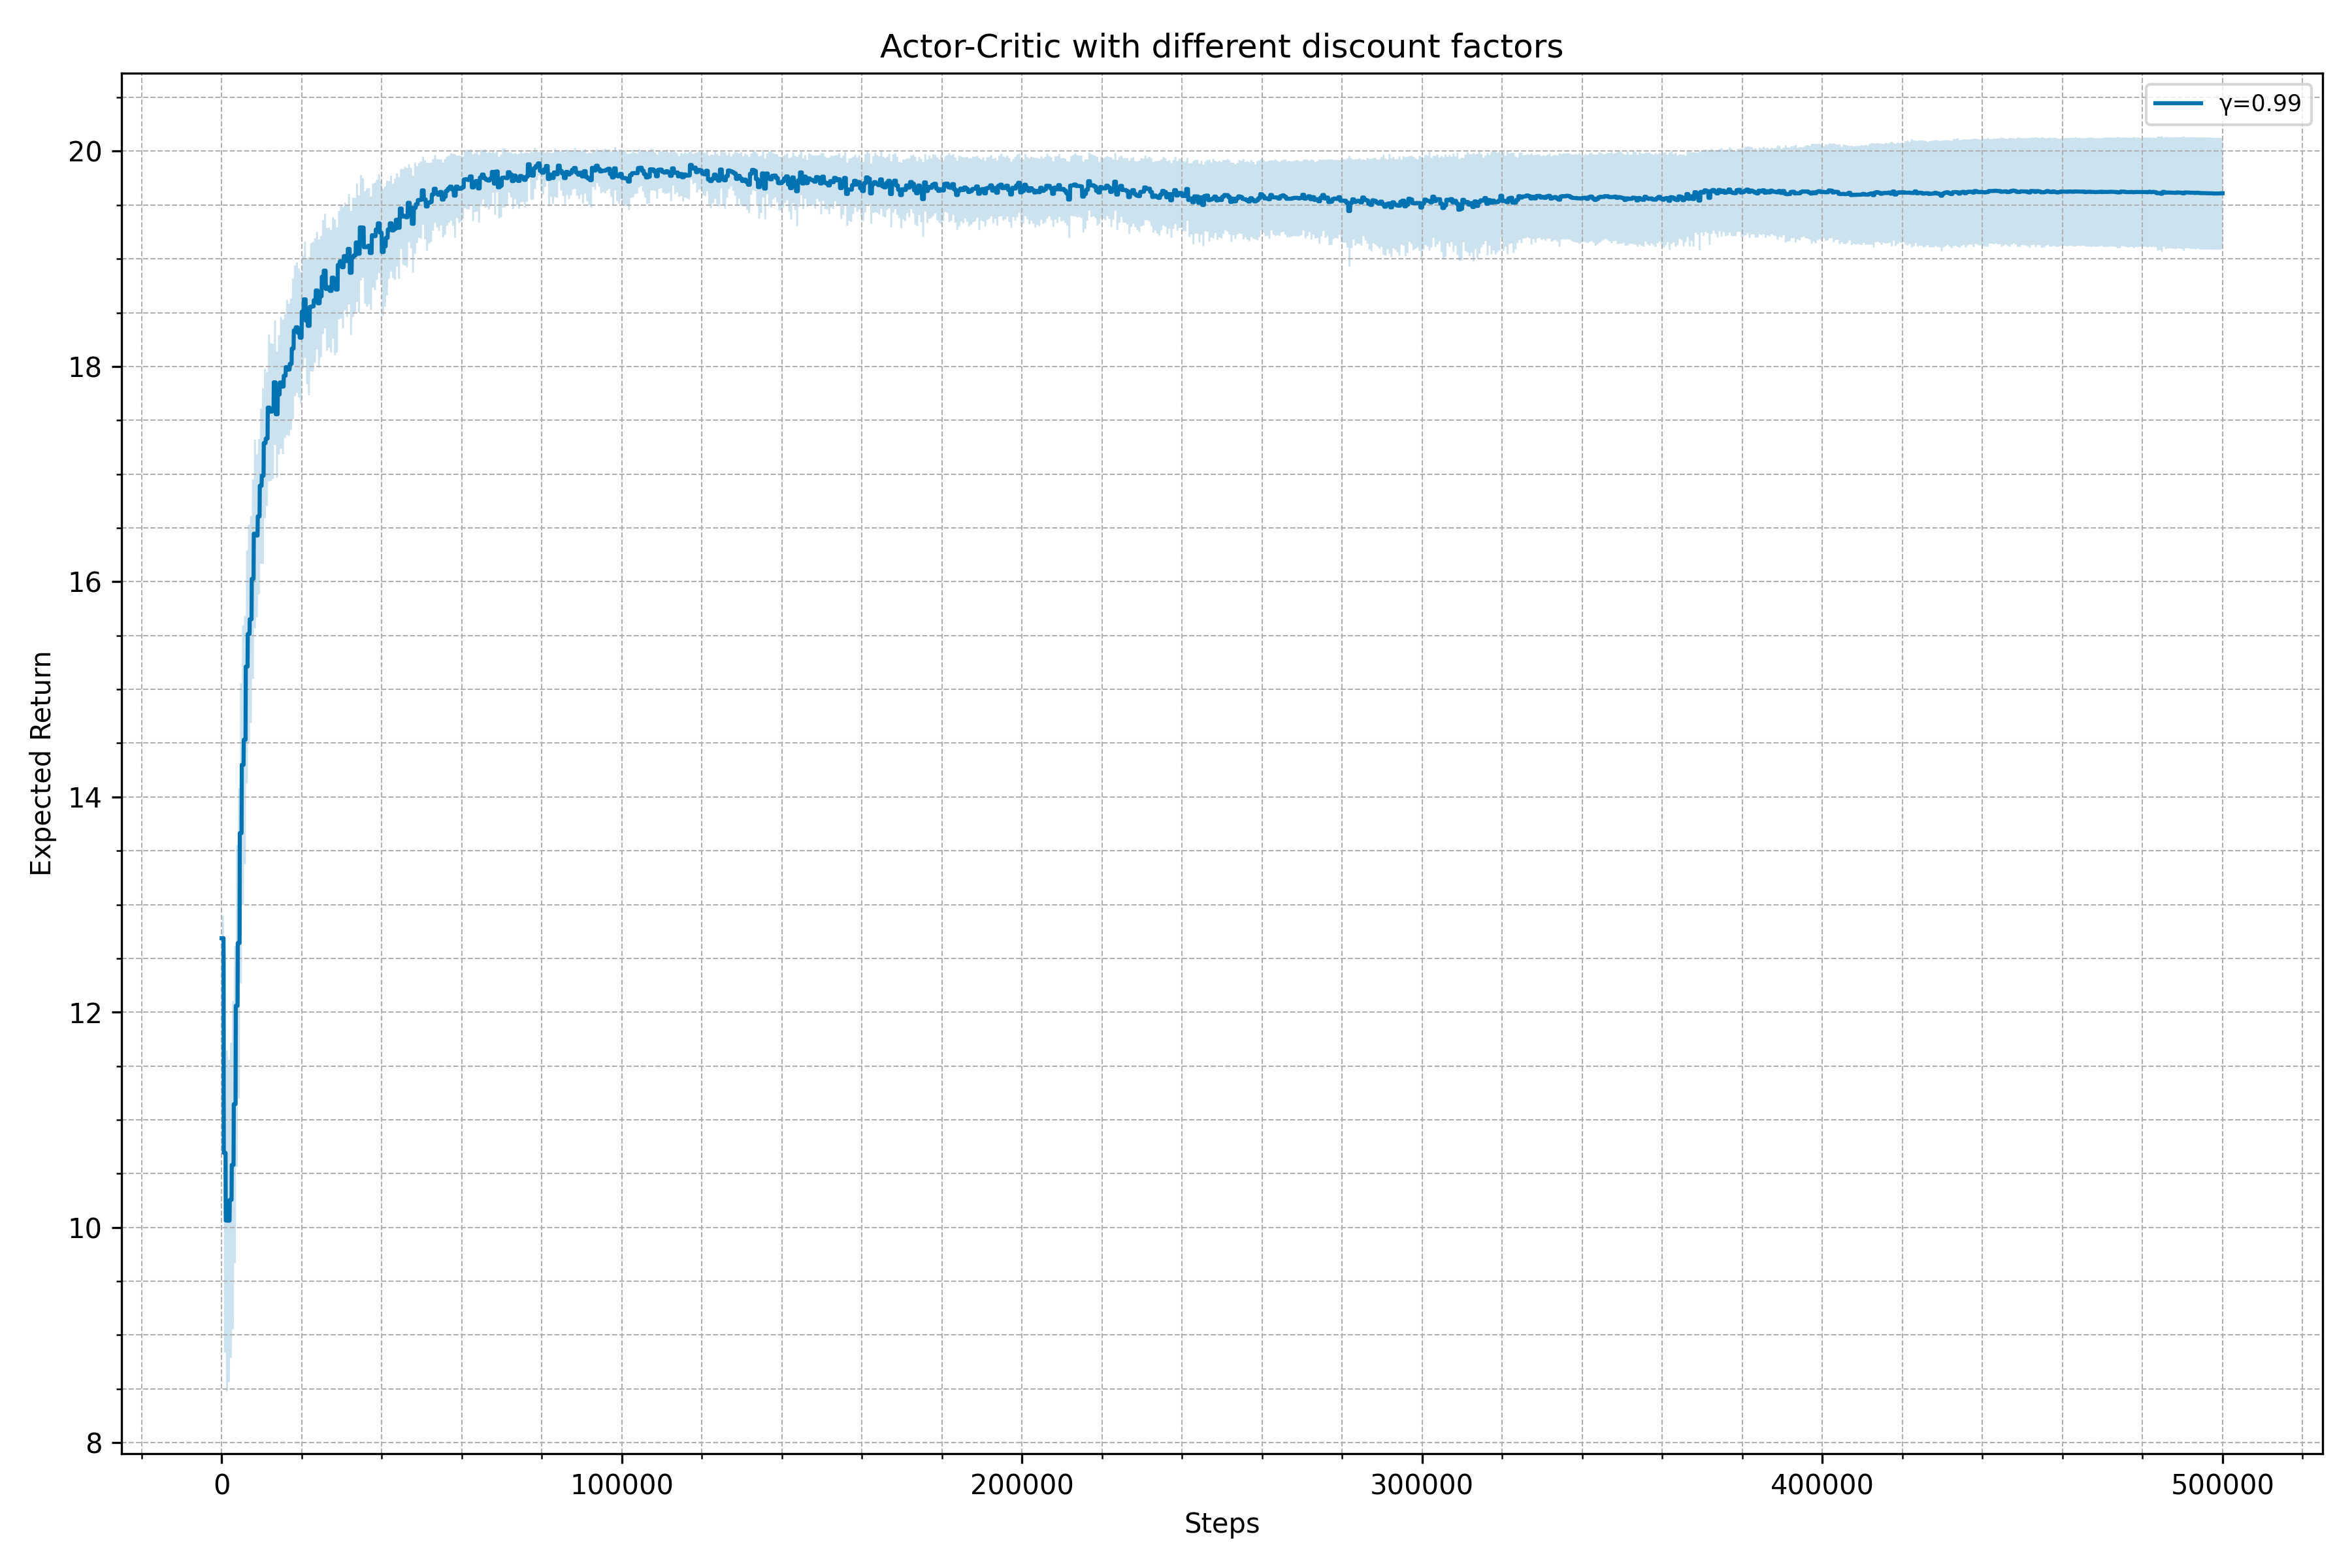 Actor-Critic with different discount factors
γ=0.99
Expected Return
20
18
16
14
12
10
8
0 100000 200000 300000 400000 500000
Steps